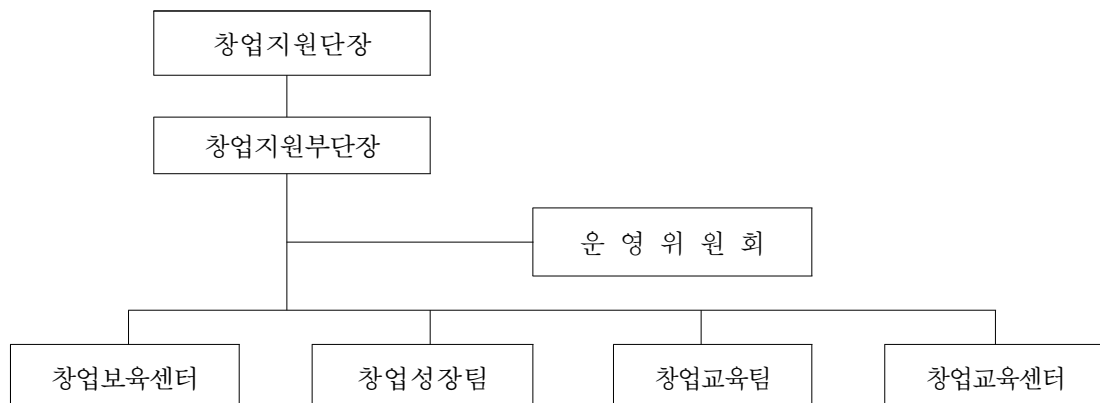 창업지원단장
창업지원부단장
운 영 위 원 회
창업보육센터
창업성장팀
창업교육팀
창업교육센터